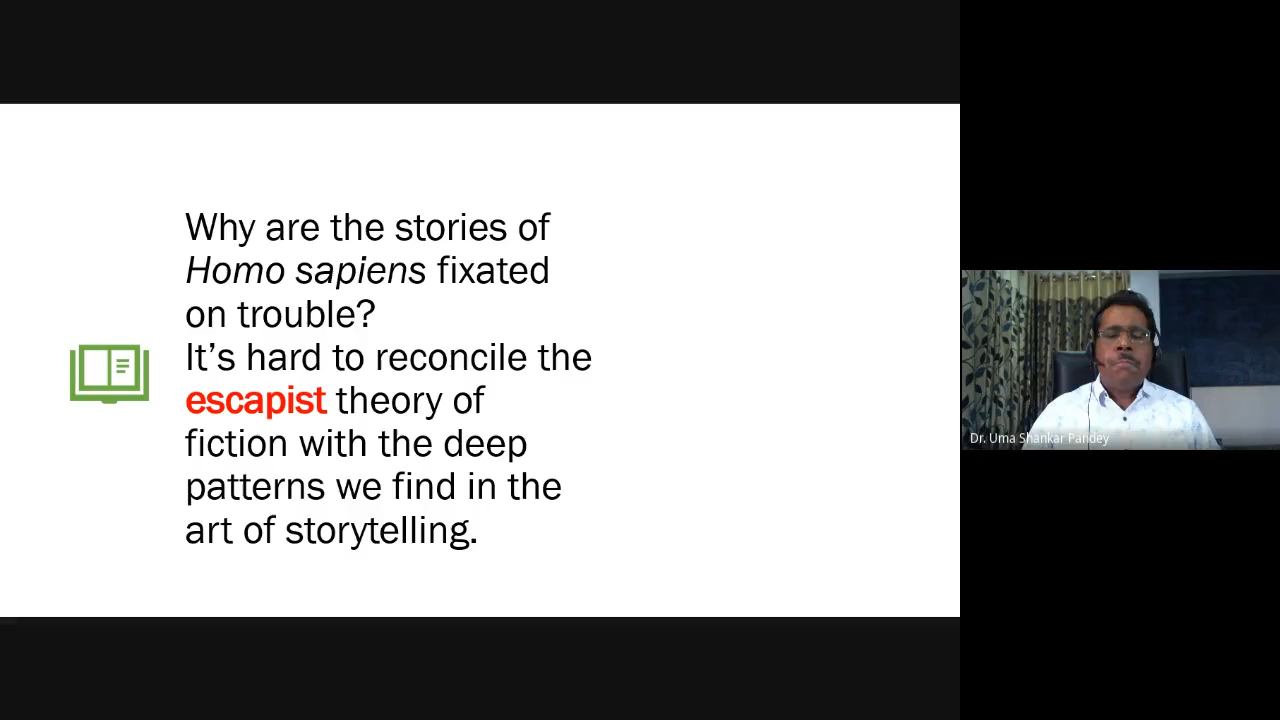 Why are the stories of
Homo sapiens fixated
on trouble?
It’s hard to reconcile the
escapist theory of
fiction with the deep
patterns we find in the
art of storytelling.
Dr. Uma Shankar Pandey